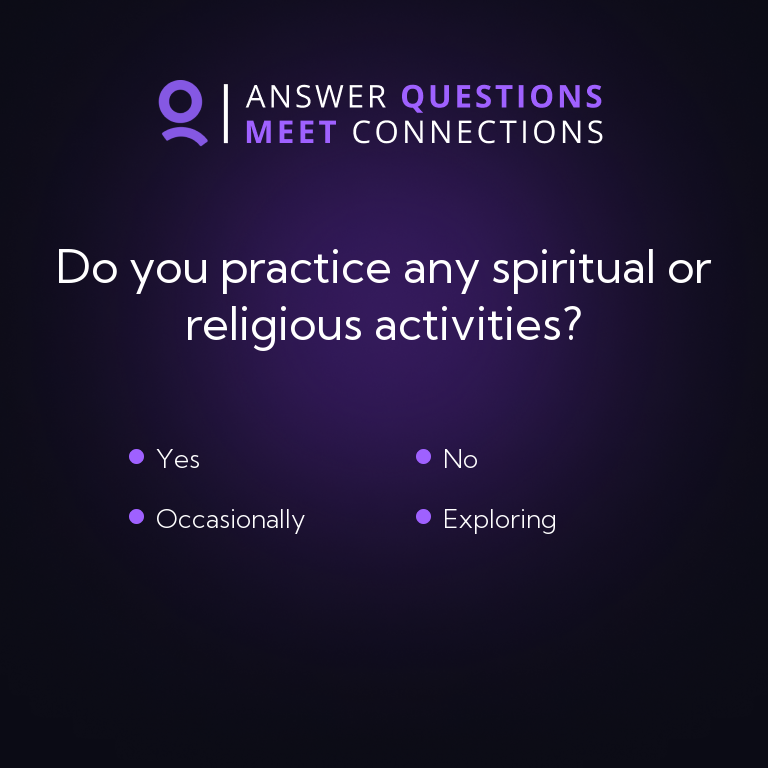 ANSWER QUESTIONS
MEET CONNECTIONS
Do you practice any spiritual or
religious activities?
Yes
No
Occasionally
Exploring